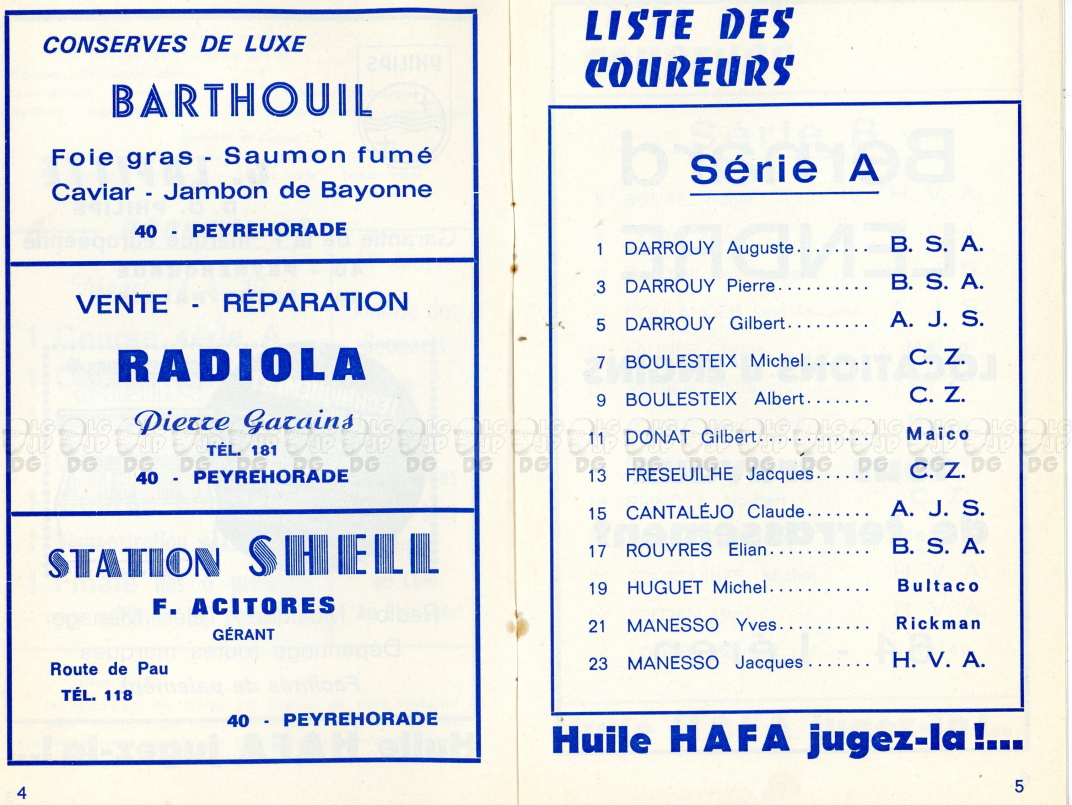 CONSERVES DE LUXE
BARTHOUIL
Foie gras - Saumon fumé
Caviar - Jambon de Bayonne
40 - PEYREHORADE
VENTE - RÉPARATION
RADIOLA
Pierre Garains
TÉL. 181
40 - PEYREHORADE
STATION SHELL
F. ACITORES
GÉRANT
Route de Pau
TÉL. 118
40 - PEYREHORADE
4
LISTE DES
COUREURS
Série A
1 DARROUY Auguste........ B. S. A.
3 DARROUY Pierre.......... B. S. A.
5 DARROUY Gilbert......... A. J. S.
7 BOULESTEIX Michel...... C. Z.
9 BOULESTEIX Albert....... C. Z.
11 DONAT Gilbert............ Maico
13 FRESEUILHE Jacques...... C. Z.
15 CANTALÉJO Claude....... A. J. S.
17 ROUYRES Elian........... B. S. A.
19 HUGUET Michel........... Bultaco
21 MANESSO Yves.......... Rickman
23 MANESSO Jacques....... H. V. A.
Huile HAFA jugez-la !...
5